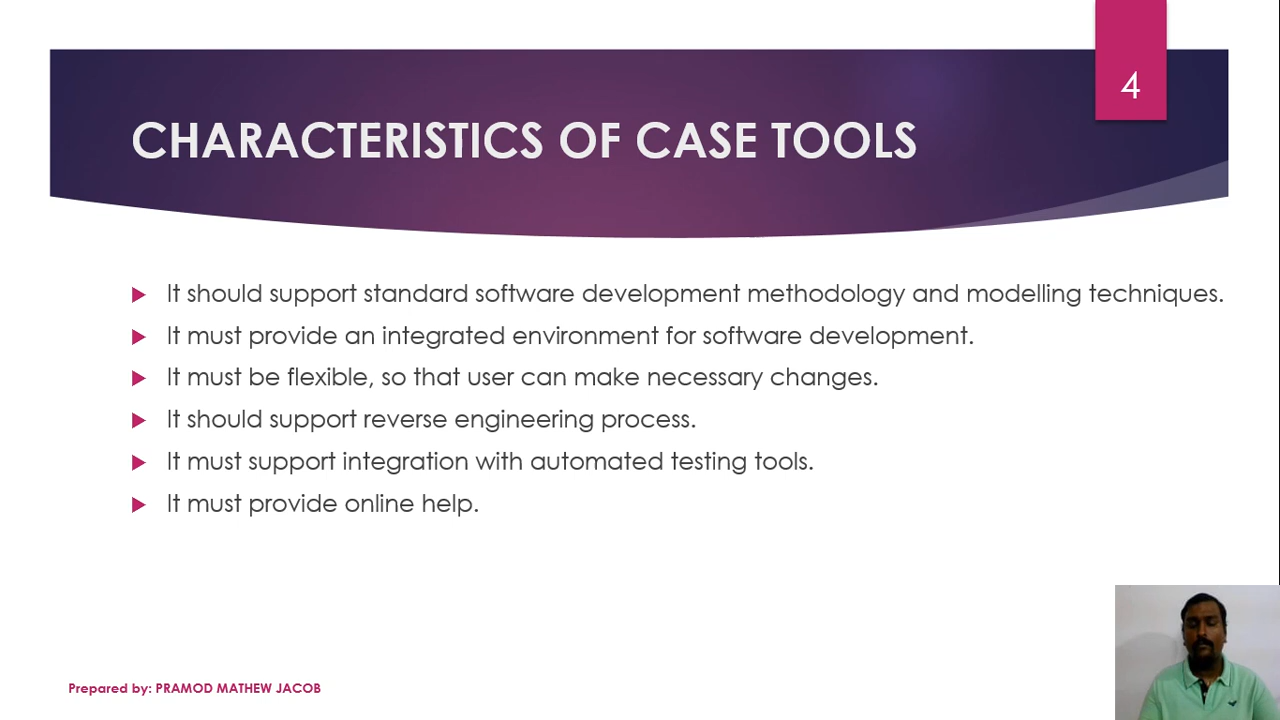 4
CHARACTERISTICS OF CASE TOOLS
It should support standard software development methodology and modelling techniques.
It must provide an integrated environment for software development.
It must be flexible, so that user can make necessary changes.
It should support reverse engineering process.
It must support integration with automated testing tools.
It must provide online help.
Prepared by: PRAMOD MATHEW JACOB